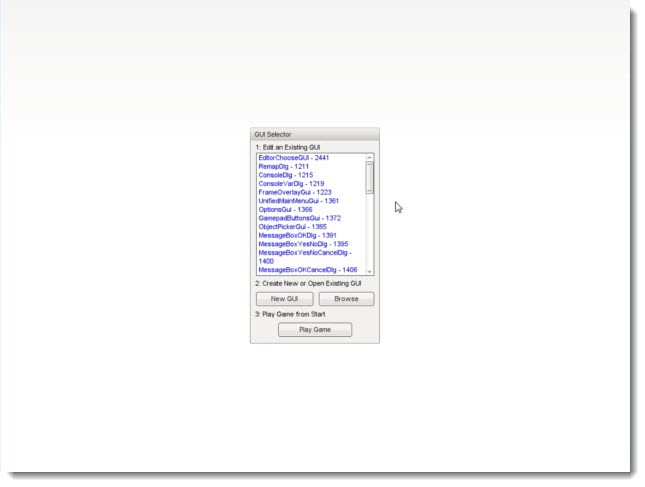 GUI Selector
1: Edit an Existing GUI
EditorChooseGUI - 2441
RemapDlg - 1211
ConsoleDlg - 1215
ConsoleVarDlg - 1219
FrameOverlayGui - 1223
UnifiedMainMenuGui - 1361
OptionsGui - 1366
GamepadButtonsGui - 1372
ObjectPickerGui - 1385
MessageBoxOKDlg - 1391
MessageBoxYesNoDlg - 1395
MessageBoxYesNoCancelDlg -
1400
MessageBoxOKCancelDlg - 1406
2: Create New or Open Existing GUI
New GUI Browse
3: Play Game from Start
Play Game